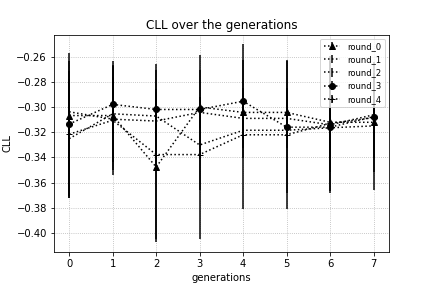 CLL over the generations
round_0
round_1
round_2
round_3
round_4
CLL
−0.26
−0.28
−0.30
−0.32
−0.34
−0.36
−0.38
−0.40
0 1 2 3 4 5 6 7
generations